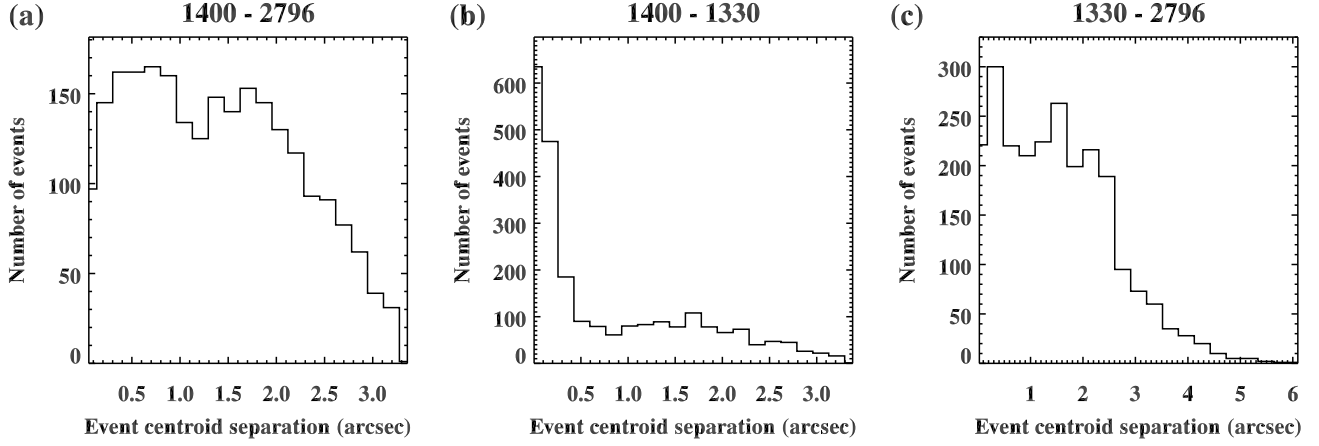 (a)
1400 - 2796
Number of events
150
100
50
0
0.5 1.0 1.5 2.0 2.5 3.0
Event centroid separation (arcsec)
(b)
1400 - 1330
Number of events
600
500
400
300
200
100
0
0.5 1.0 1.5 2.0 2.5 3.0
Event centroid separation (arcsec)
(c)
1330 - 2796
Number of events
300
250
200
150
100
50
0
1 2 3 4 5 6
Event centroid separation (arcsec)